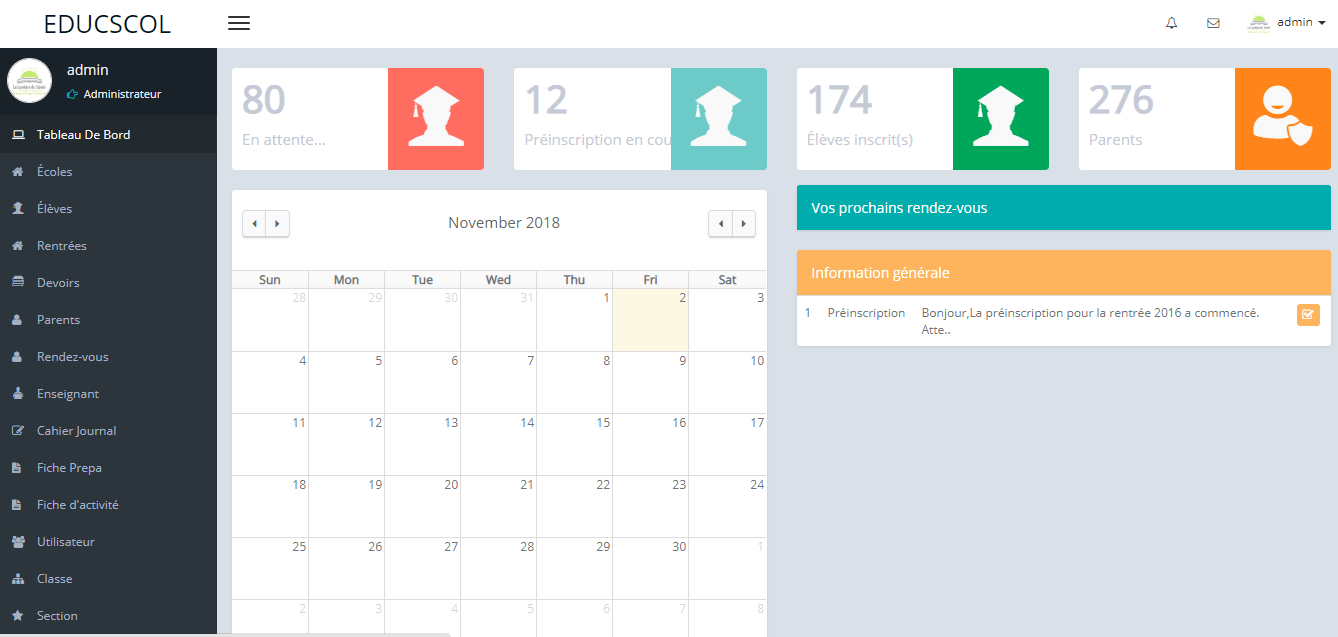 EDUCSCOL
admin
admin
Administrateur
Tableau De Bord
Écoles
Élèves
Rentrées
Devoirs
Parents
Rendez-vous
Enseignant
Cahier Journal
Fiche Prepa
Fiche d'activité
Utilisateur
Classe
Section
80
En attente...
12
Préinscription en cou
174
Élèves inscrit(s)
276
Parents
November 2018
Sun Mon Tue Wed Thu Fri Sat
28 29 30 31 1 2 3
4 5 6 7 8 9 10
11 12 13 14 15 16 17
18 19 20 21 22 23 24
25 26 27 28 29 30 1
2 3 4 5 6 7 8
Vos prochains rendez-vous
Information générale
1 Préinscription Bonjour,La préinscription pour la rentrée 2016 a commencé.
Atte..